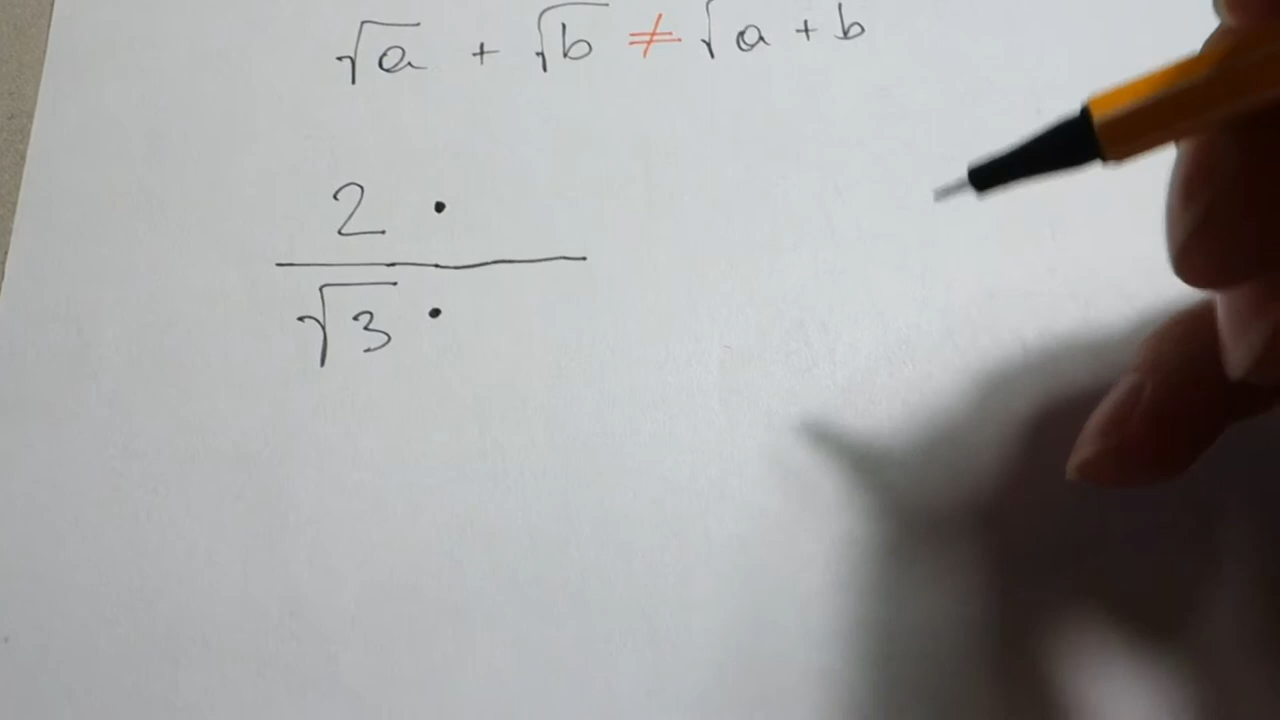 √a + √b ≠ √a + b
2 ·
√3 ·